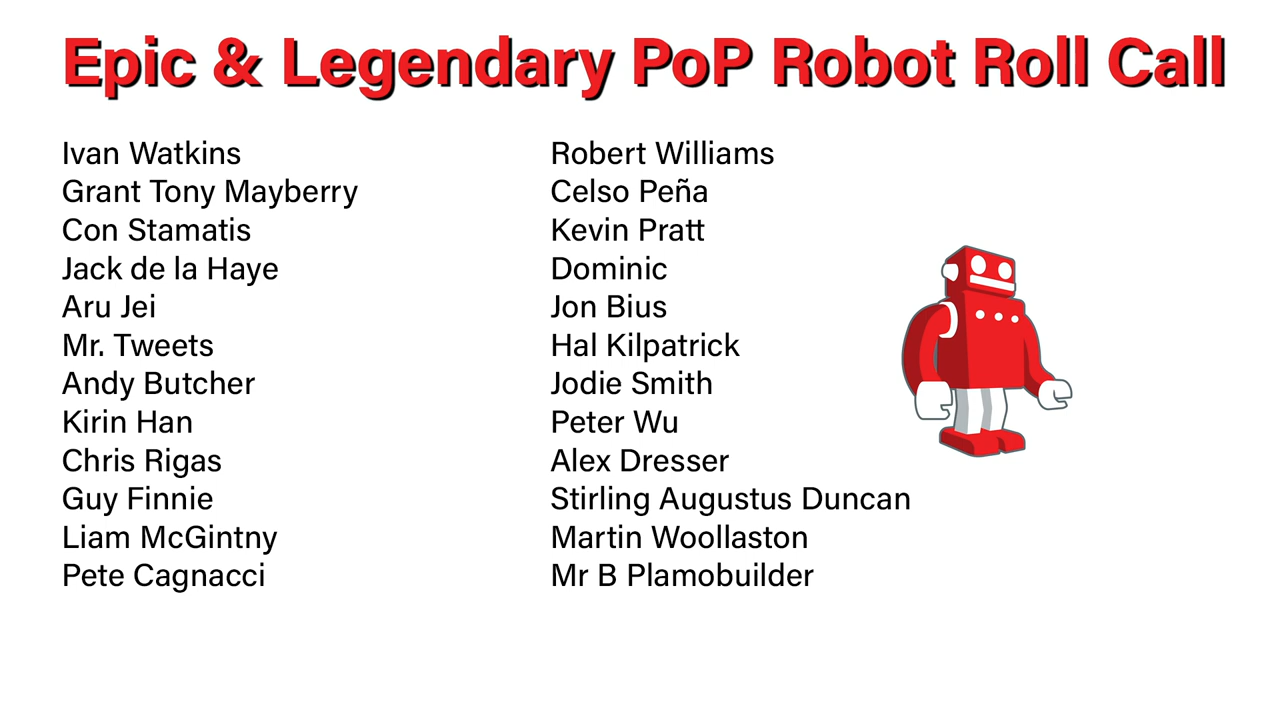 Epic & Legendary PoP Robot Roll Call
Ivan Watkins
Grant Tony Mayberry
Con Stamatis
Jack de la Haye
Aru Jei
Mr. Tweets
Andy Butcher
Kirin Han
Chris Rigas
Guy Finnie
Liam McGintny
Pete Cagnacci
Robert Williams
Celso Peña
Kevin Pratt
Dominic
Jon Bius
Hal Kilpatrick
Jodie Smith
Peter Wu
Alex Dresser
Stirling Augustus Duncan
Martin Woollaston
Mr B Plamobuilder